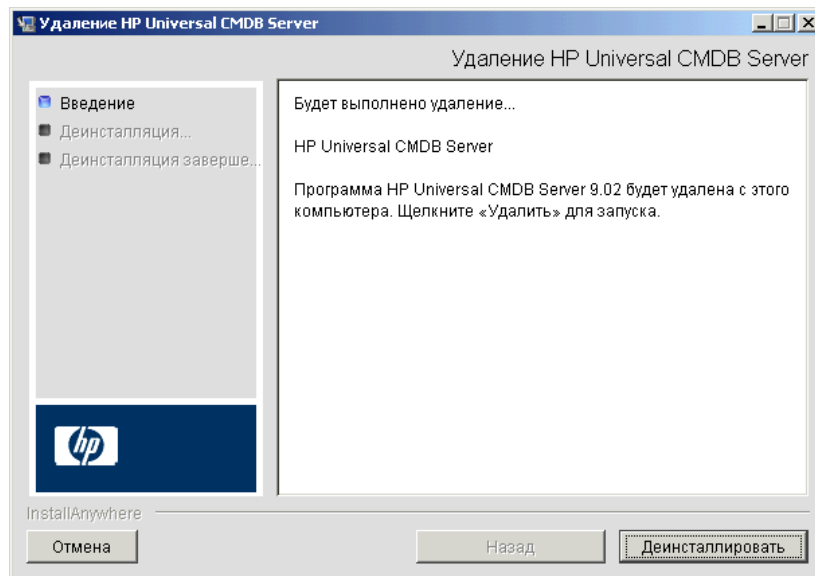 Удаление HP Universal CMDB Server
Удаление HP Universal CMDB Server
Введение
Деинсталляция...
Деинсталляция заверше...
Будет выполнено удаление...
HP Universal CMDB Server
Программа HP Universal CMDB Server 9.02 будет удалена с этого
компьютера. Щелкните «Удалить» для запуска.
hp
InstallAnywhere
Отмена
Назад
Деинсталлировать